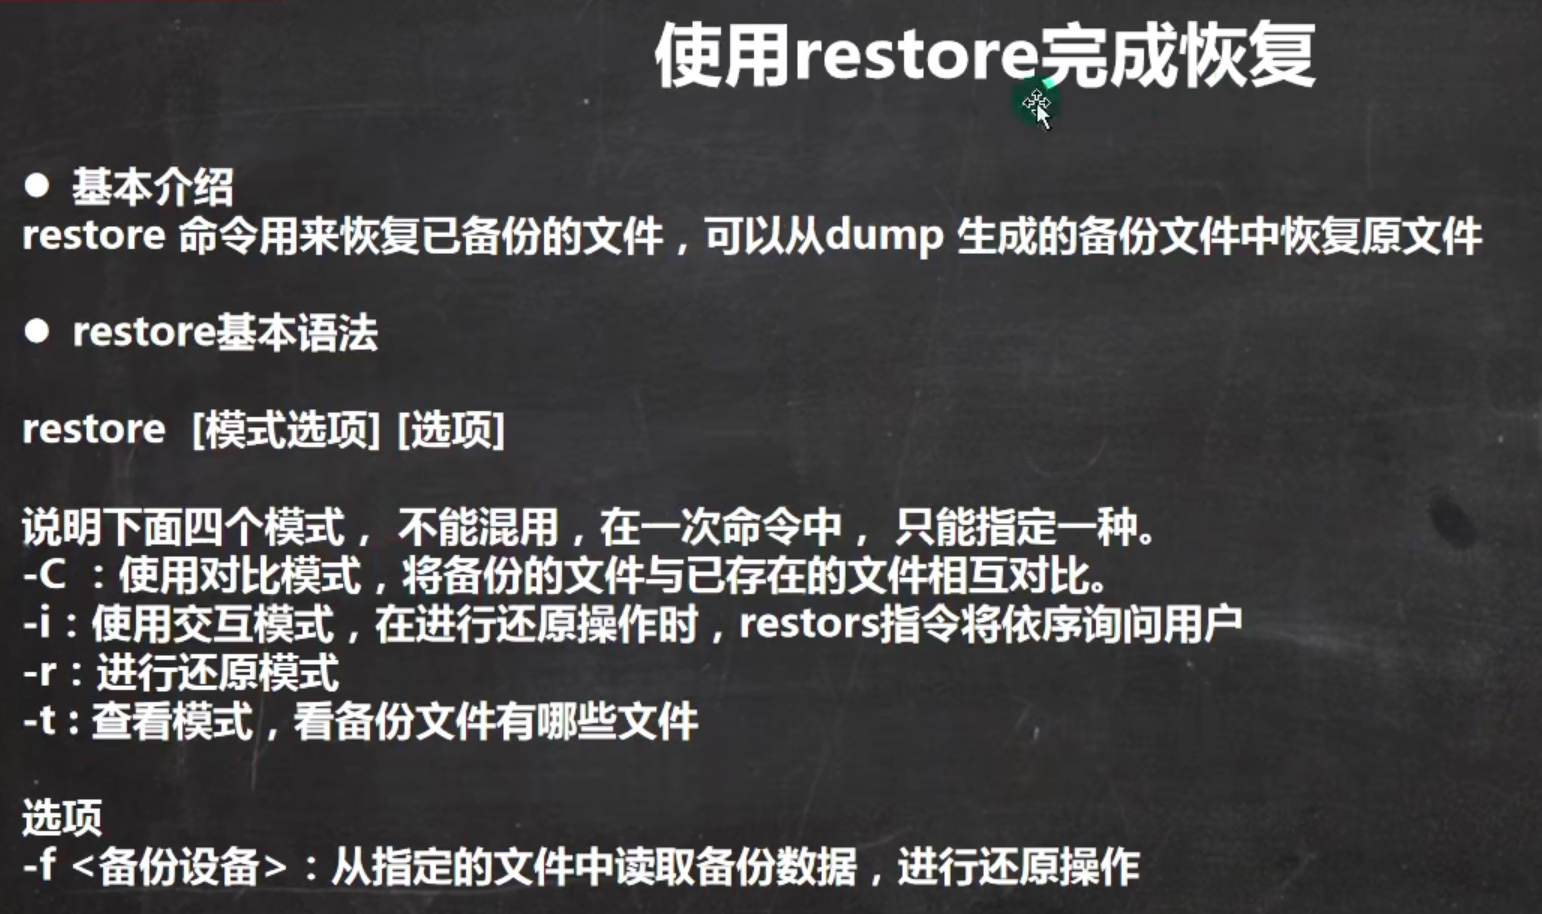 使用restore完成恢复
● 基本介绍
restore 命令用来恢复已备份的文件，可以从dump 生成的备份文件中恢复原文件
● restore基本语法
restore [模式选项] [选项]
说明下面四个模式， 不能混用，在一次命令中， 只能指定一种。
-C ：使用对比模式，将备份的文件与已存在的文件相互对比。
-i：使用交互模式，在进行还原操作时，restors指令将依序询问用户
-r：进行还原模式
-t：查看模式，看备份文件有哪些文件
选项
-f <备份设备>：从指定的文件中读取备份数据，进行还原操作